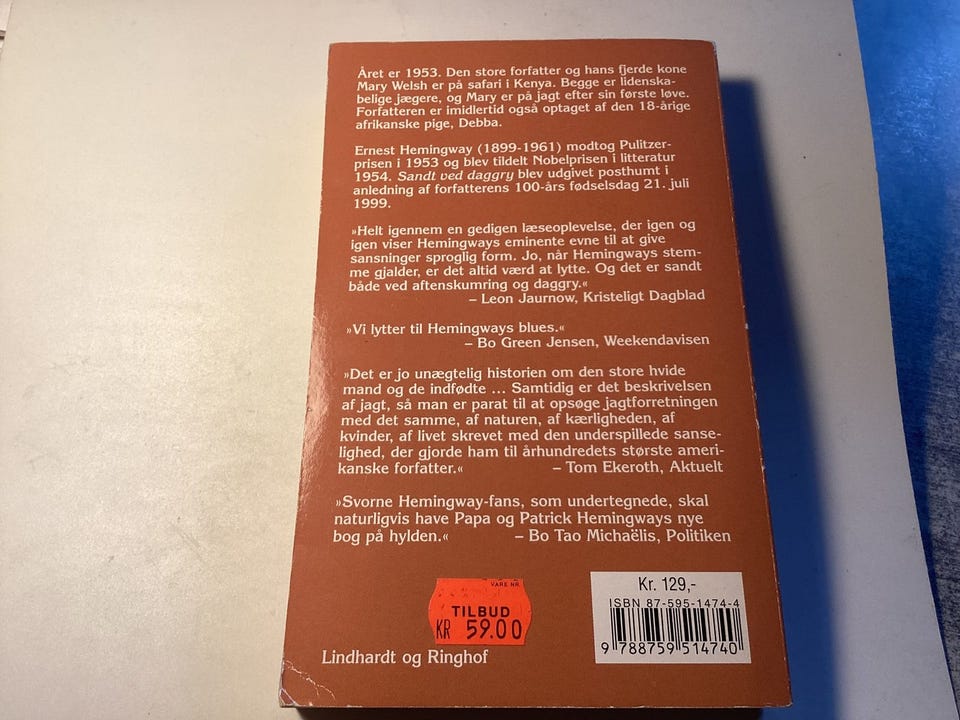 Året er 1953. Den store forfatter og hans fjerde kone
Mary Welsh er på safari i Kenya. Begge er lidenska-
belige jægere, og Mary er på jagt efter sin første løve.
Forfatteren er imidlertid også optaget af den 18-årige
afrikanske pige, Debba.
Ernest Hemingway (1899-1961) modtog Pulitzer-
prisen i 1953 og blev tildelt Nobelprisen i litteratur
1954. Sandt ved daggry blev udgivet posthumt i
anledning af forfatterens 100-års fødselsdag 21. juli
1999.
»Helt igennem en gedigen læseoplevelse, der igen og
igen viser Hemingways eminente evne til at give
sansninger sproglig form. Jo, når Hemingways stem-
me gjalder, er det altid værd at lytte. Og det er sandt
både ved aftenskumring og daggry.«
– Leon Jaurnow, Kristeligt Dagblad
»Vi lytter til Hemingways blues.«
– Bo Green Jensen, Weekendavisen
»Det er jo unægtelig historien om den store hvide
mand og de indfødte ... Samtidig er det beskrivelsen
af jagt, så man er parat til at opsøge jagtforretningen
med det samme, af naturen, af kærligheden, af
kvinder, af livet skrevet med den underspillede sanse-
lighed, der gjorde ham til århundredets største ameri-
kanske forfatter.« – Tom Ekeroth, Aktuelt
»Svorne Hemingway-fans, som undertegnede, skal
naturligvis have Papa og Patrick Hemingways nye
bog på hylden.« – Bo Tao Michaëlis, Politiken
VARE NR.
TILBUD
KR 59.00
Kr. 129,-
ISBN 87-595-1474-4
9 788759 514740
Lindhardt og Ringhof